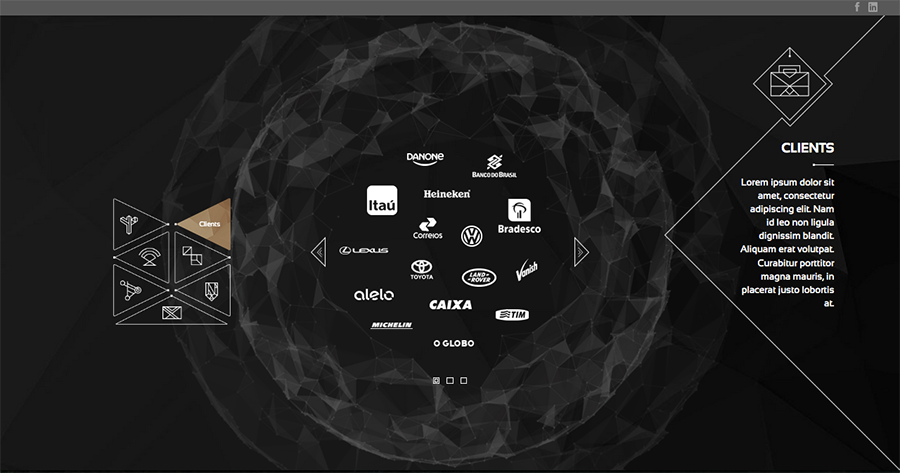 f in
DANONE
BANCO DO BRASIL
Itaú
Heineken
Correios
Bradesco
LEXUS
TOYOTA
LAND ROVER
Vanish
alelo
CAIXA
TIM
MICHELIN
O GLOBO
Clients
CLIENTS
Lorem ipsum dolor sit
amet, consectetur
adipiscing elit. Nam
id leo non ligula
dignissim blandit.
Aliquam erat volutpat.
Curabitur porttitor
magna mauris, in
placerat justo lobortis
at.